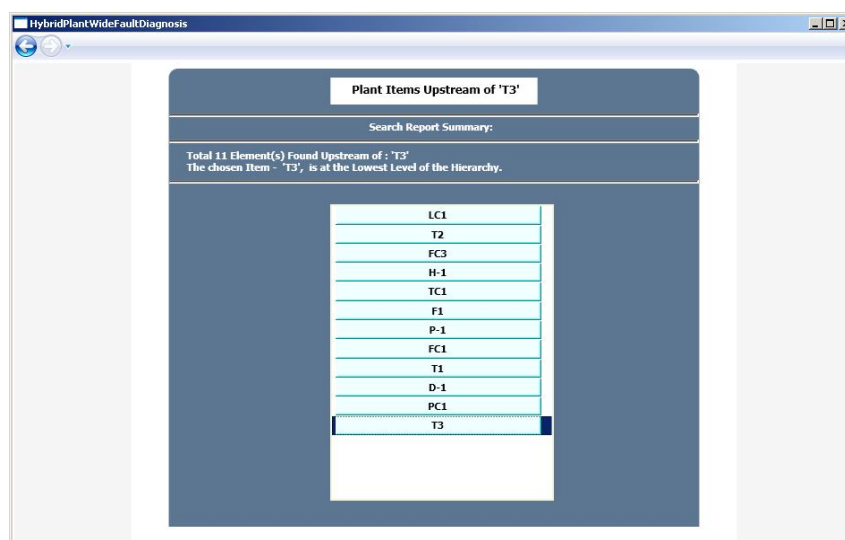 HybridPlantWideFaultDiagnosis
Plant Items Upstream of 'T3'
Search Report Summary:
Total 11 Element(s) Found Upstream of : 'T3'
The chosen Item - 'T3', is at the Lowest Level of the Hierarchy.
LC1
T2
FC3
H-1
TC1
F1
P-1
FC1
T1
D-1
PC1
T3